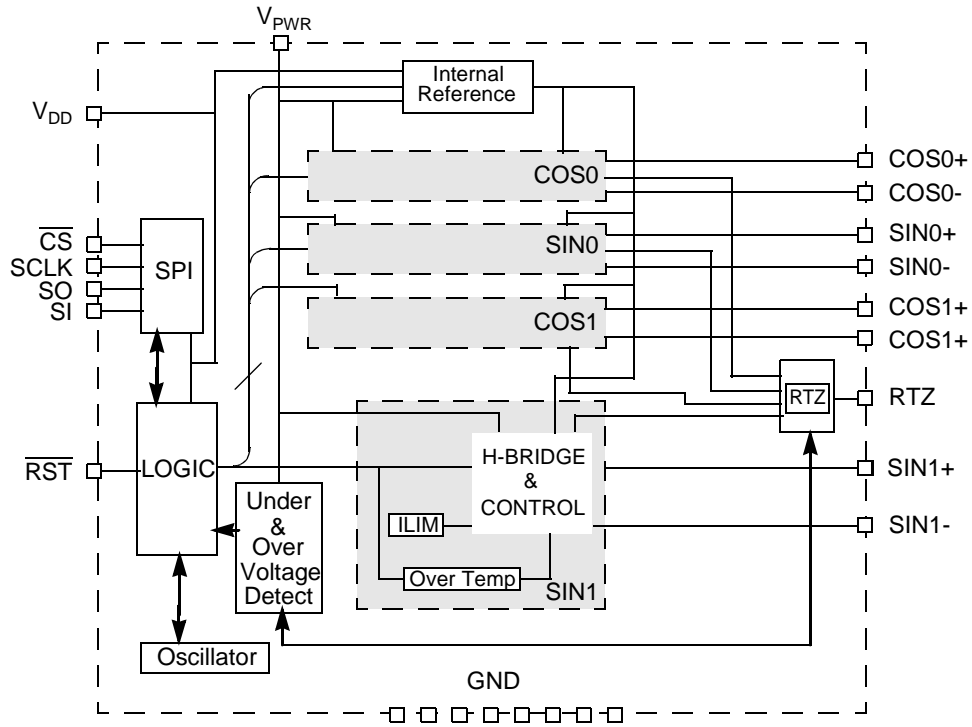 VPWR
VDD
Internal
Reference
COS0
COS0+
COS0-
CS
SCLK
SO
SI
SPI
SIN0
SIN0+
SIN0-
COS1
COS1+
COS1+
RTZ
RTZ
RST
LOGIC
H-BRIDGE
&
CONTROL
SIN1+
SIN1-
Under
&
Over
Voltage
Detect
ILIM
Over Temp
SIN1
Oscillator
GND